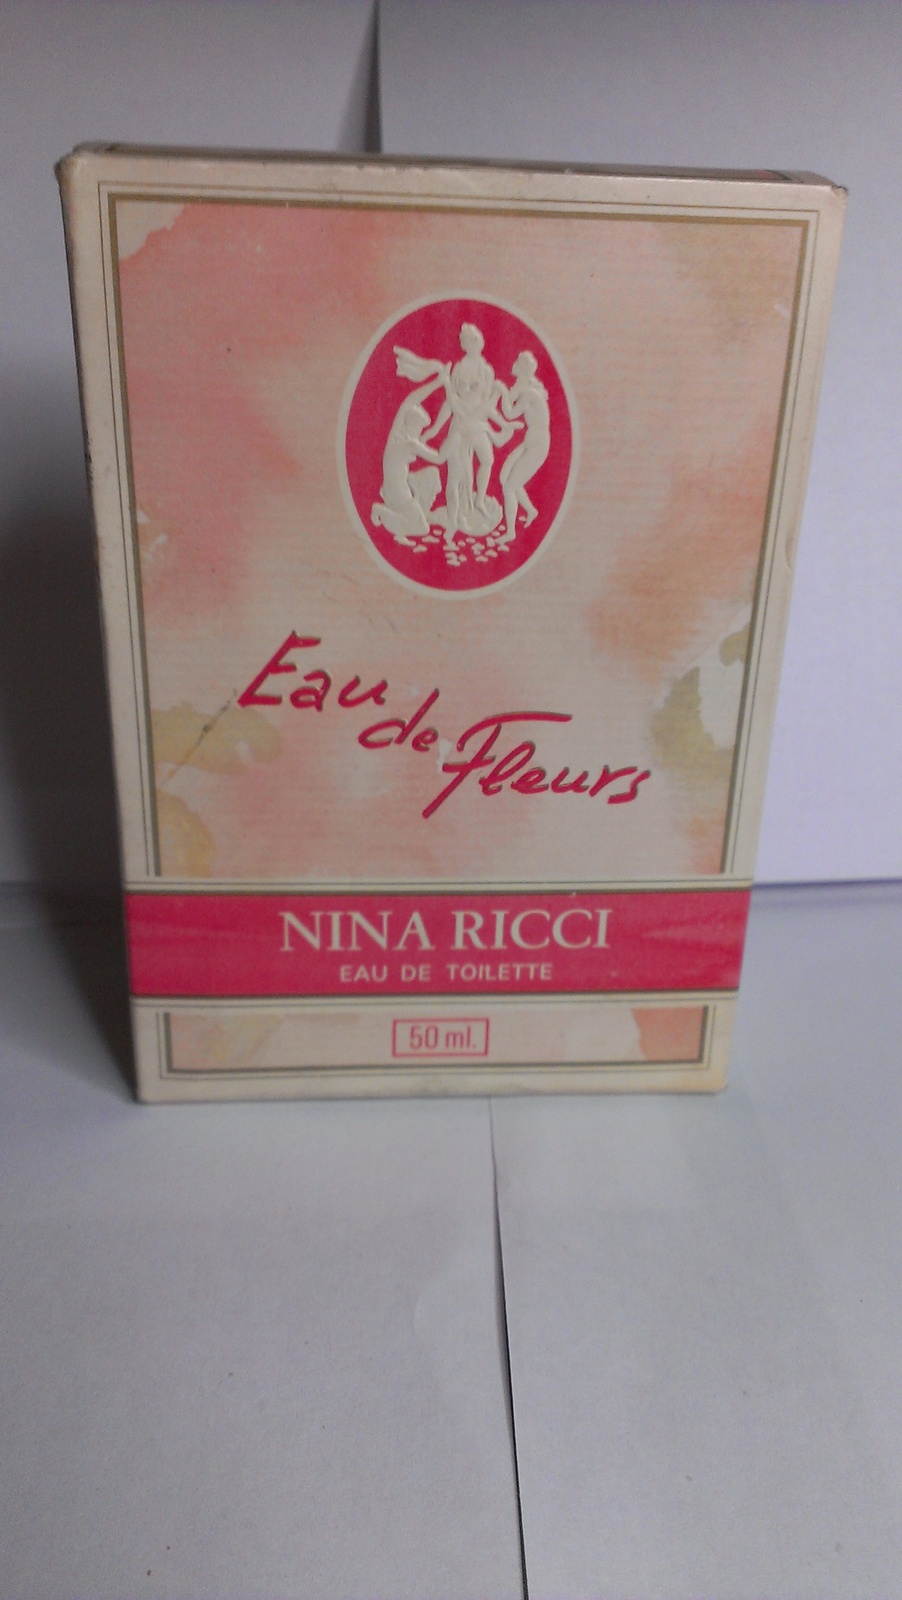 Eau
de
Fleurs
NINA RICCI
EAU DE TOILETTE
50 ml.